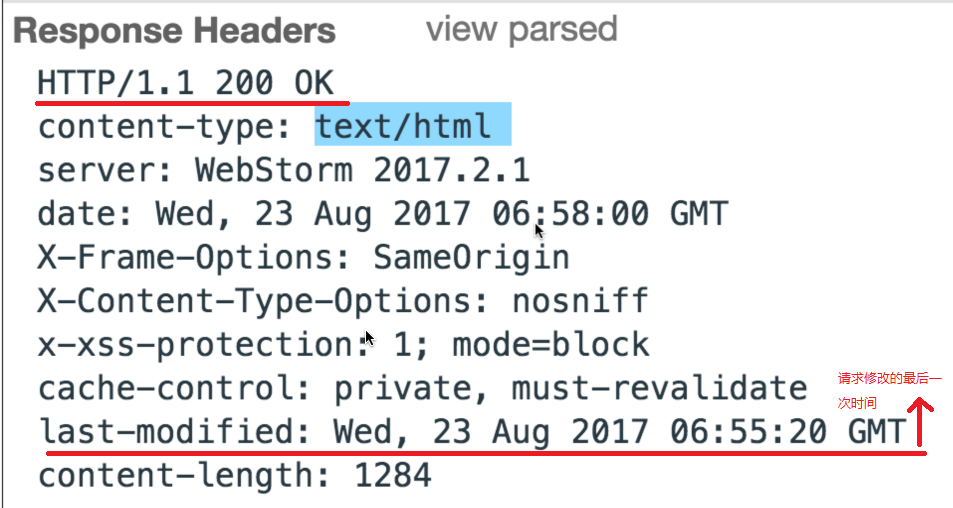 Response Headers view parsed
HTTP/1.1 200 OK
content-type: text/html
server: WebStorm 2017.2.1
date: Wed, 23 Aug 2017 06:58:00 GMT
X-Frame-Options: SameOrigin
X-Content-Type-Options: nosniff
x-xss-protection: 1; mode=block
cache-control: private, must-revalidate
请求修改的最后一
次时间
last-modified: Wed, 23 Aug 2017 06:55:20 GMT
content-length: 1284